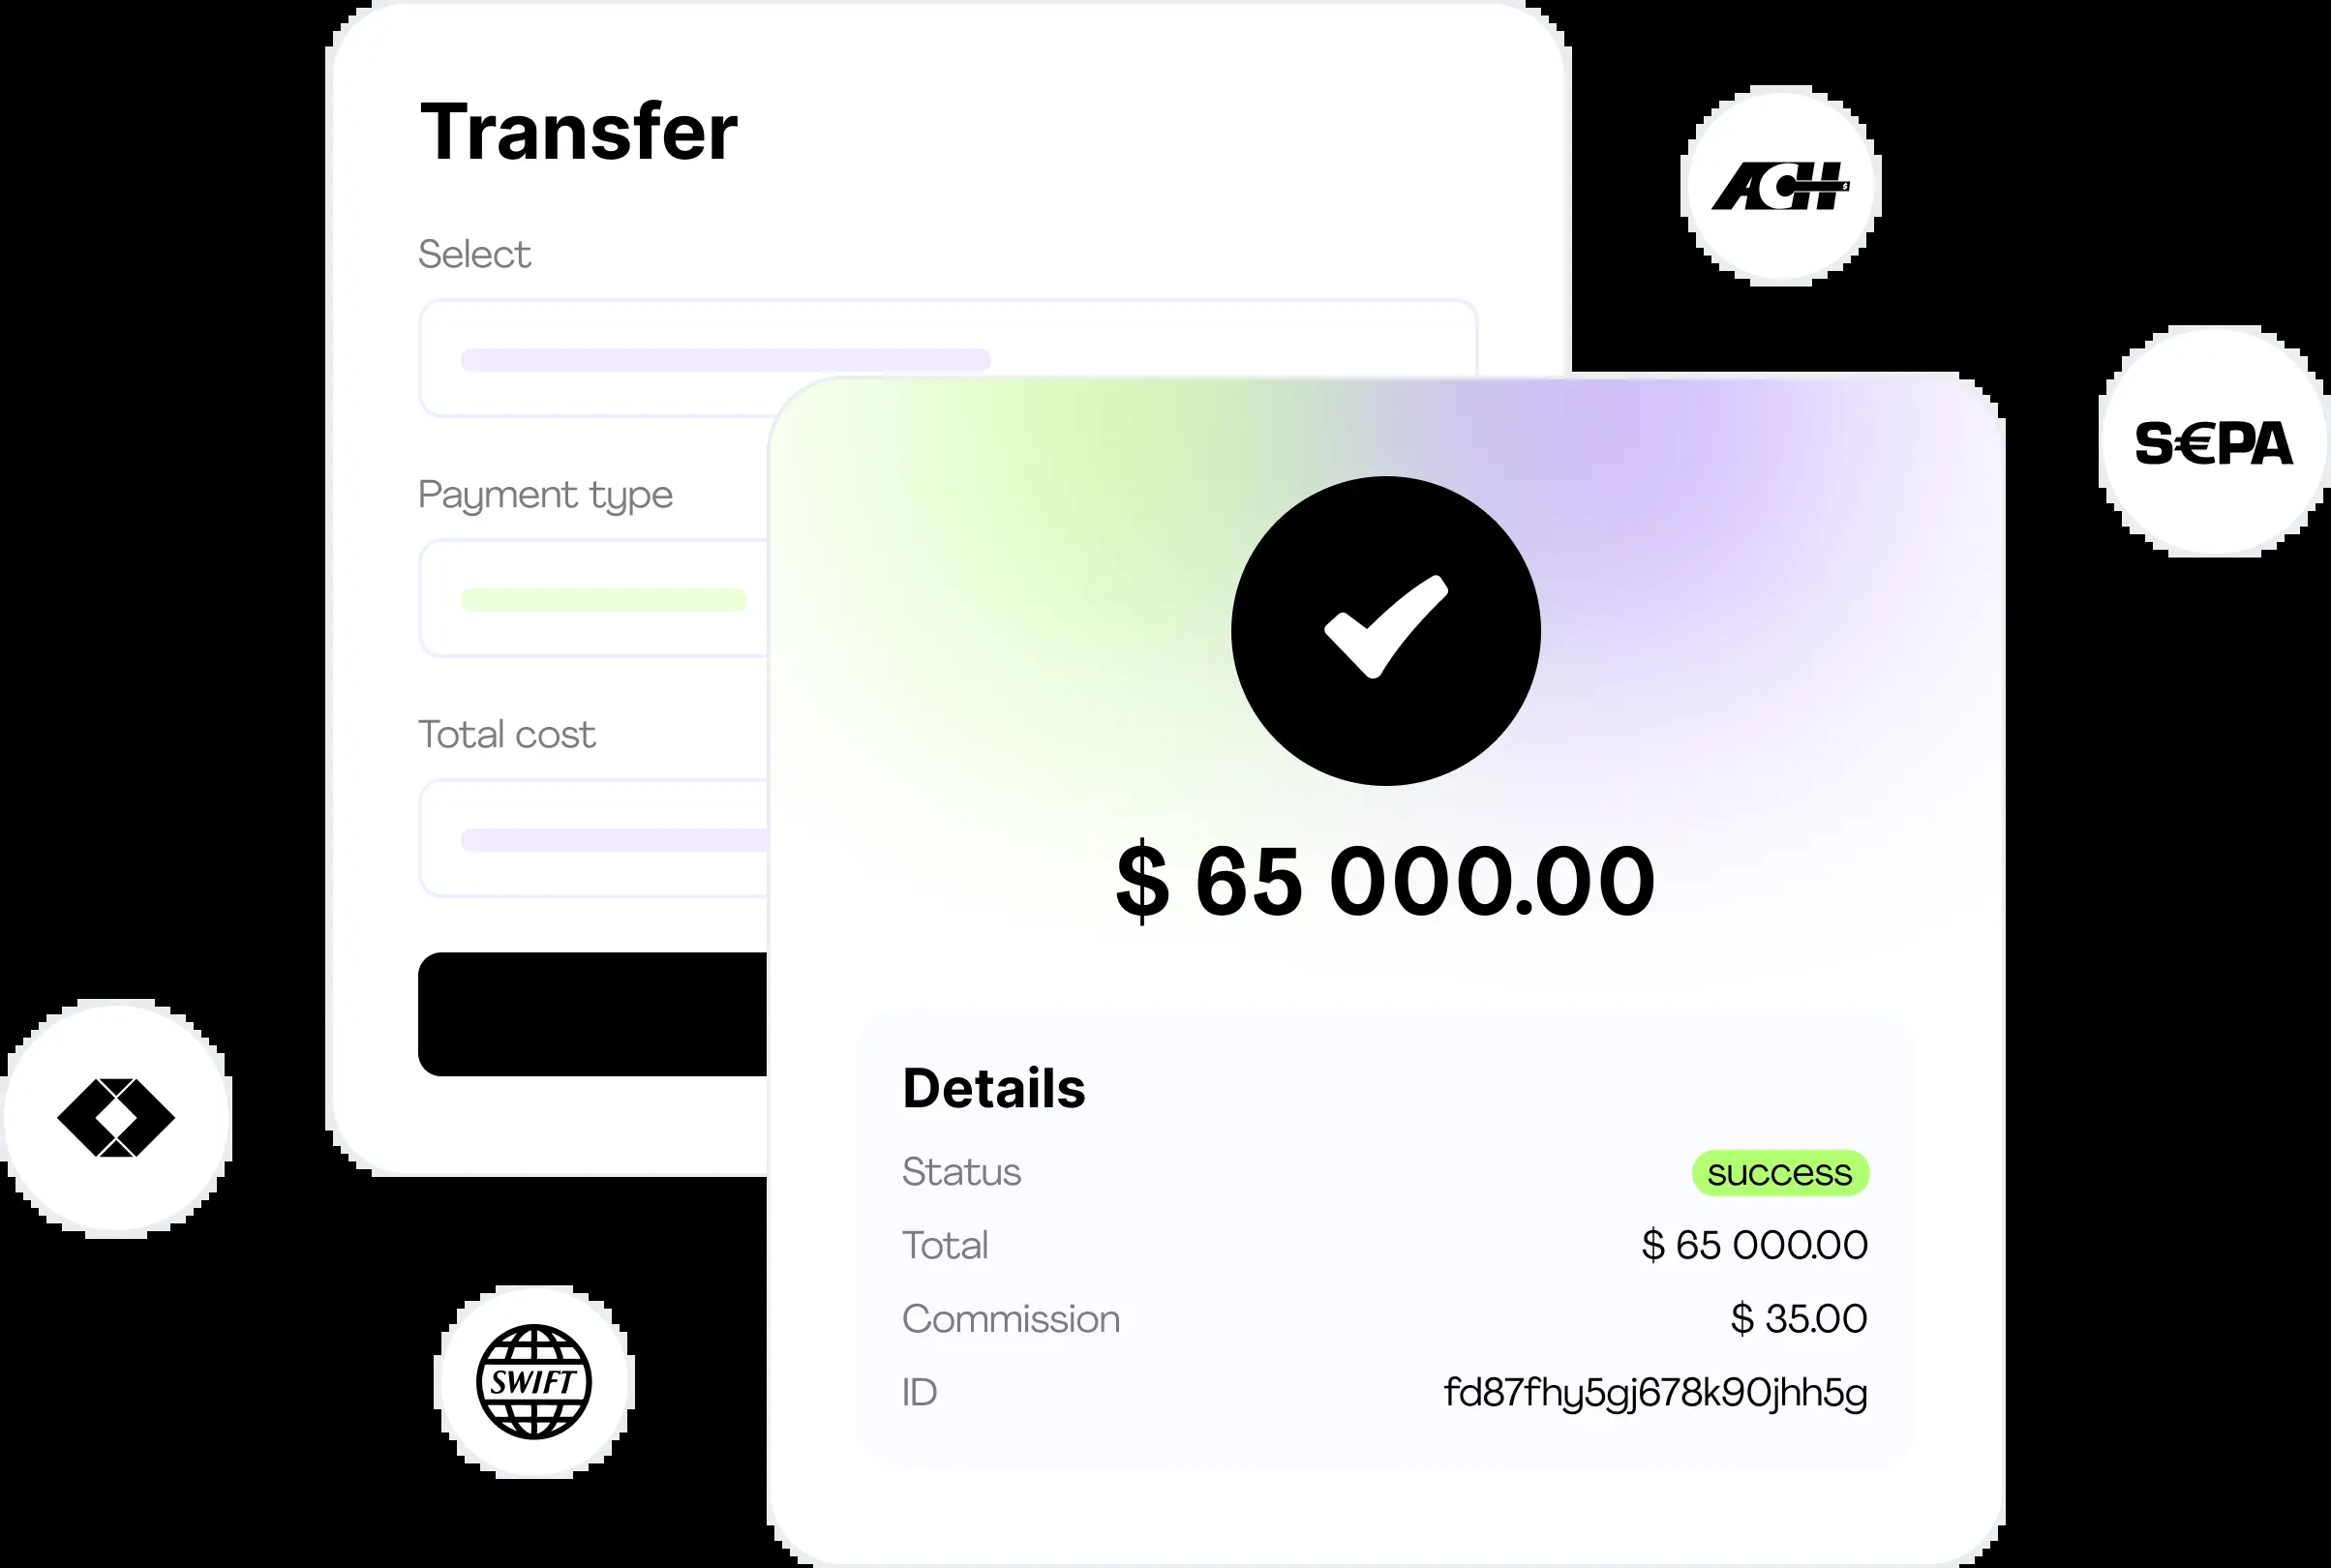 Transfer
Select
Payment type
Total cost
$ 65 000.00
Details
Status success
Total $ 65 000.00
Commission $ 35.00
ID fd87fhy5gj678k90jhh5g
ACH
S€PA
SWIFT